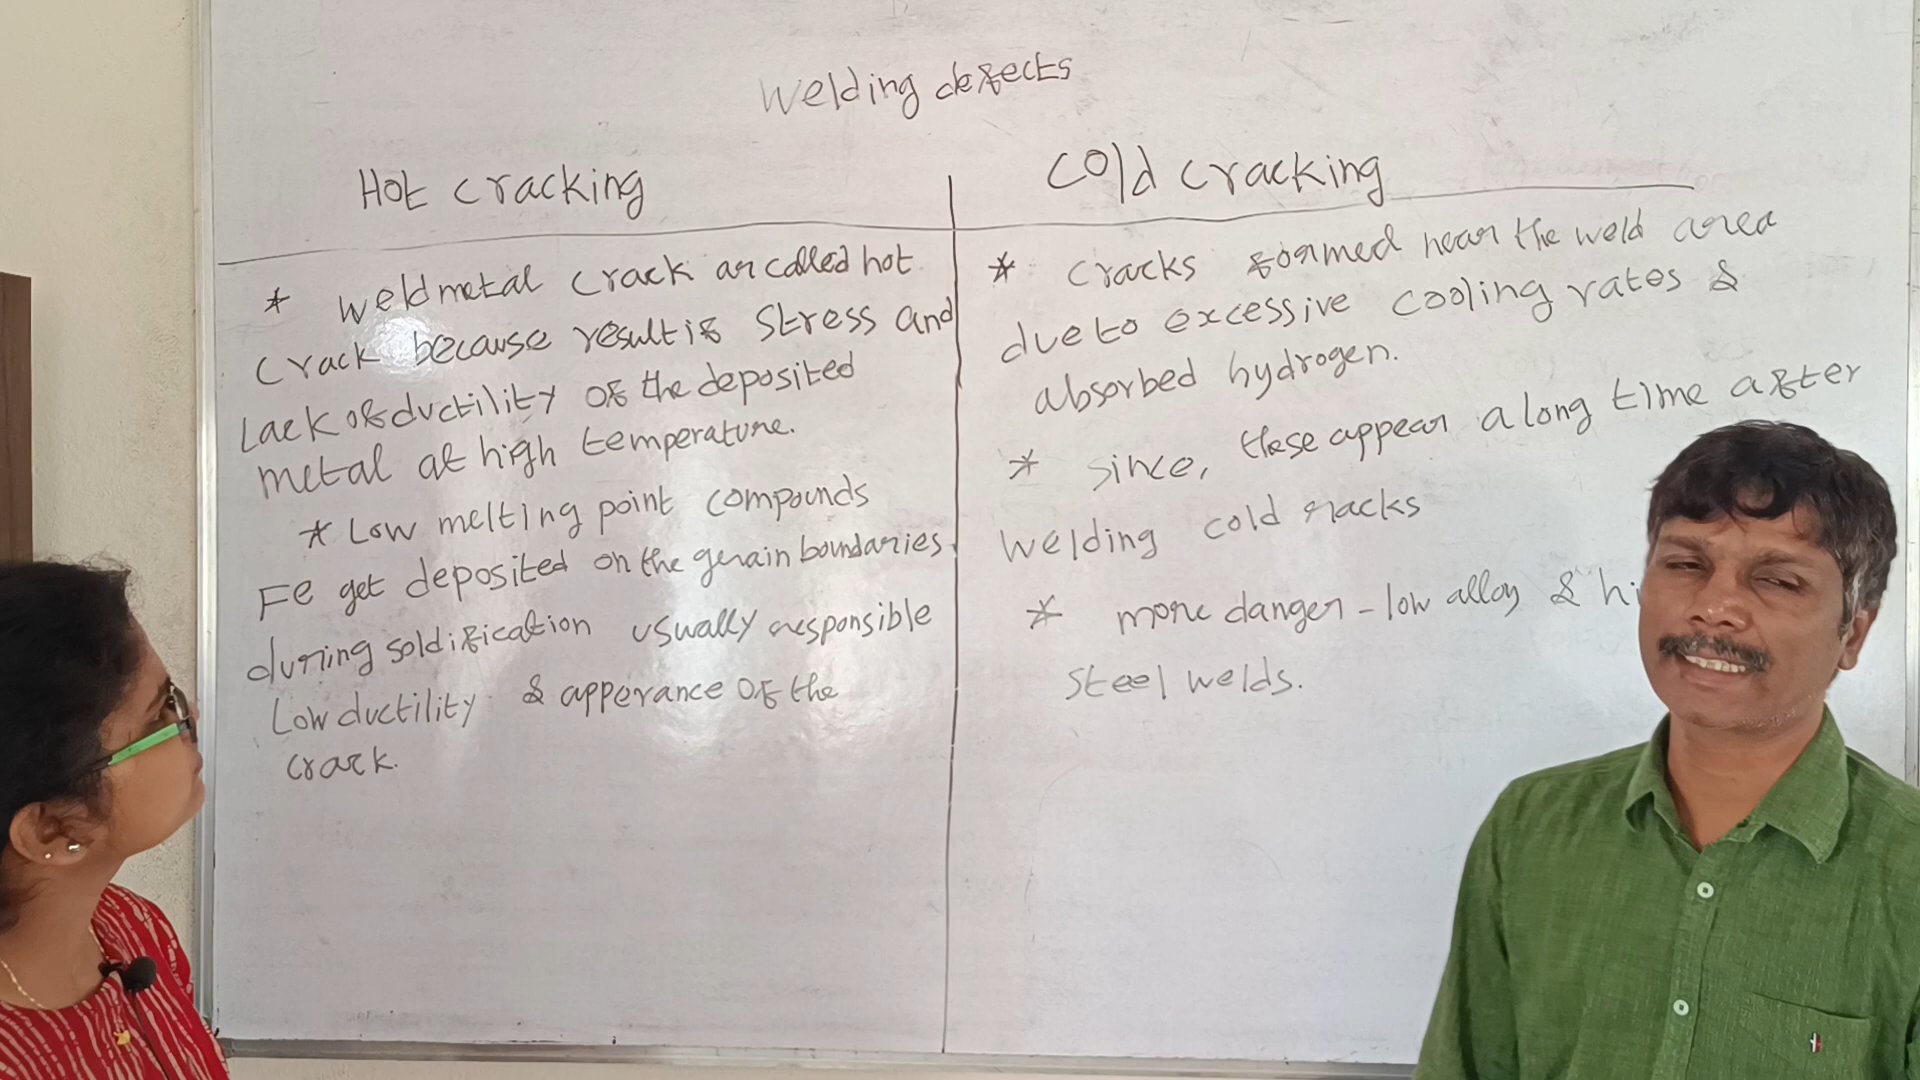 Welding defects
Hot cracking
* weld metal crack are called hot
crack because result is stress and
Lack of ductility of the deposited
metal at high temperature.
* Low melting point compounds
Fe get deposited on the grain boundaries
during soldification usually responsible
Low ductility & apperance of the
crack.
Cold cracking
* cracks formed near the weld area
due to excessive cooling rates &
absorbed hydrogen.
* since, these appear a long time after
welding cold racks
* more danger - low alloy & hi
steel welds.